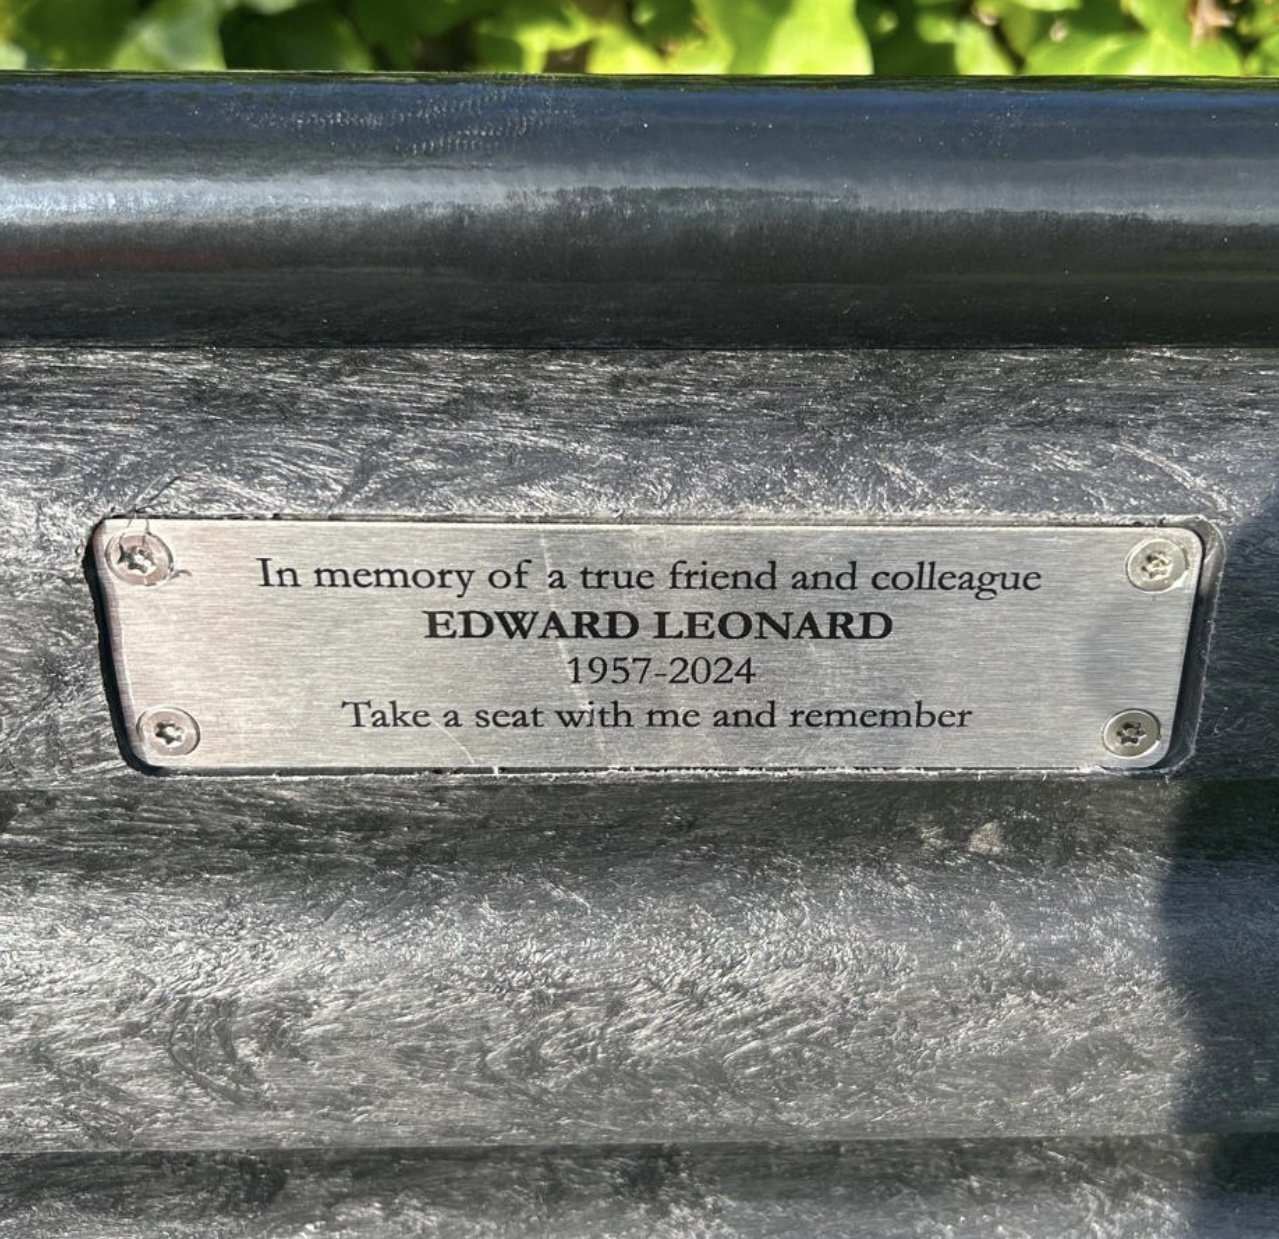 In memory of a true friend and colleague
EDWARD LEONARD
1957-2024
Take a seat with me and remember